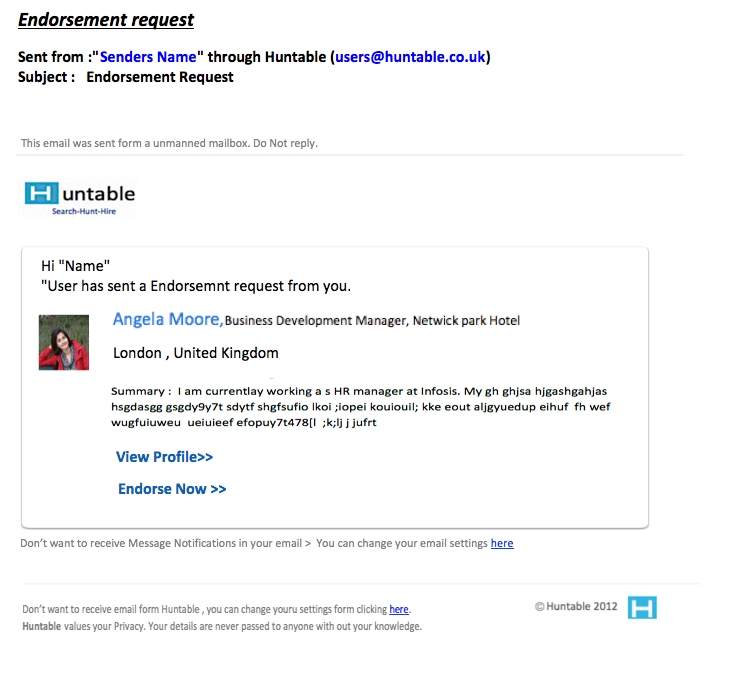 Endorsement request
Sent from :"Senders Name" through Huntable (users@huntable.co.uk)
Subject : Endorsement Request
This email was sent form a unmanned mailbox. Do Not reply.
Huntable
Search-Hunt-Hire
Hi "Name"
"User has sent a Endorsemnt request from you.
Angela Moore,Business Development Manager, Netwick park Hotel
London , United Kingdom
Summary : I am currentlay working a s HR manager at Infosis. My gh ghjsa hjgashgahjas
hsgdasgg gsgdy9y7t sdytf shgfsufio lkoi ;iopei kouiouil; kke eout aljgyuedup eihuf fh wef
wugfuiuweu ueiuieef efopuy7t478[l ;k;lj j jufrt
View Profile>>
Endorse Now >>
Don't want to receive Message Notifications in your email > You can change your email settings here
Don't want to receive email form Huntable , you can change youru settings form clicking here.
© Huntable 2012 H
Huntable values your Privacy. Your details are never passed to anyone with out your knowledge.